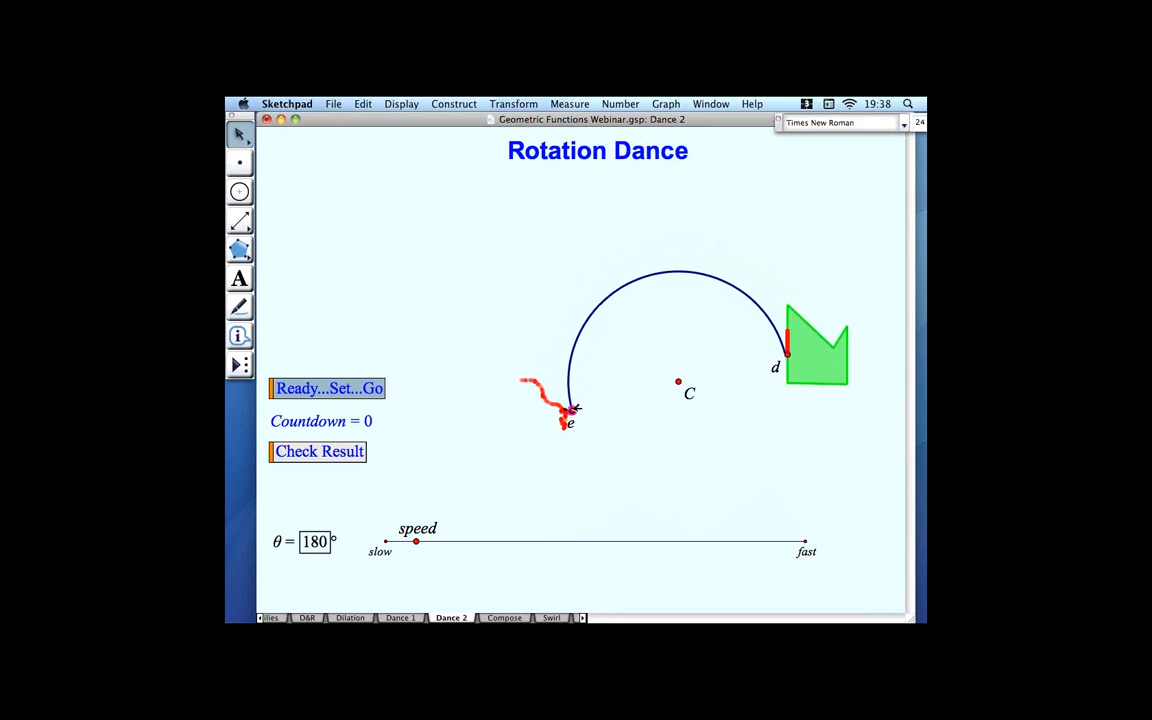 Sketchpad File Edit Display Construct Transform Measure Number Graph Window Help 19:38
Geometric Functions Webinar.gsp: Dance 2
Times New Roman 24
Rotation Dance
A
d
C
e
Ready...Set...Go
Countdown = 0
Check Result
speed
θ = 180°
slow fast
ilies D&R Dilation Dance 1 Dance 2 Compose Swirl